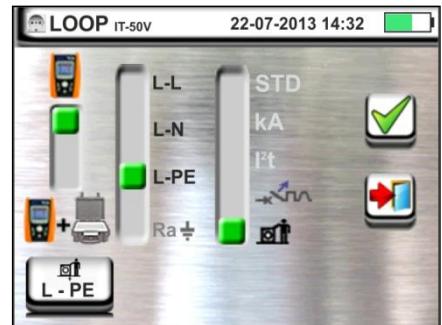 LOOP IT-50V 22-07-2013 14:32
L-L
STD
L-N
kA
L-PE
I²t
Ra
L - PE